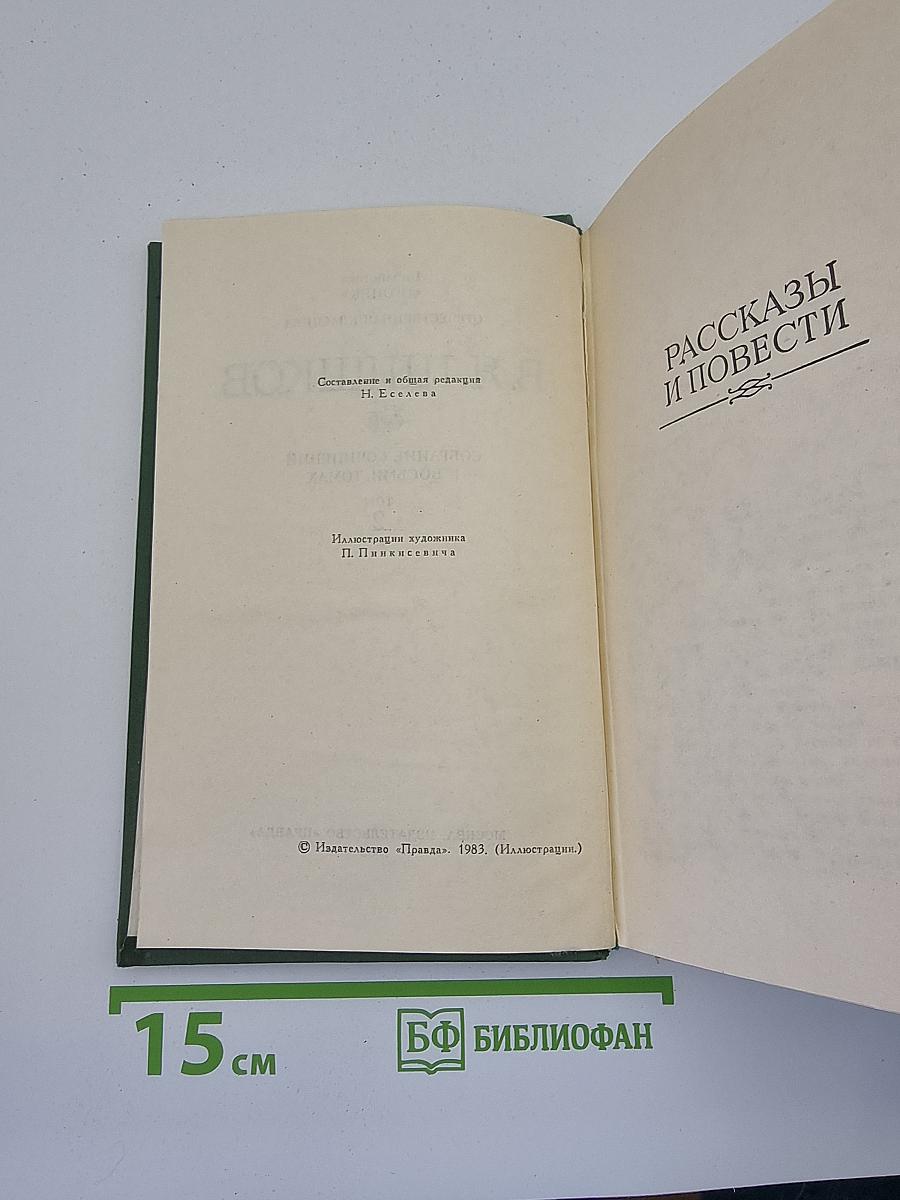 Составление и общая редакция
Н. Еселева
Иллюстрации художника
П. Пинкисевича
© Издательство «Правда». 1983. (Иллюстрации.)
РАССКАЗЫ
И ПОВЕСТИ
15 см
БФ БИБЛИОФАН